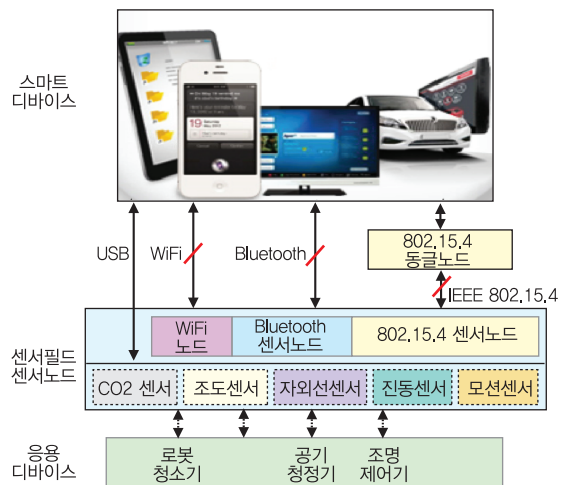 스마트
디바이스
19
USB
WiFi
Bluetooth
802.15.4
동글노드
IEEE 802.15.4
센서필드
센서노드
WiFi
노드
Bluetooth
센서노드
802.15.4 센서노드
CO2 센서
조도센서
자외선센서
진동센서
모션센서
응용
디바이스
로봇
청소기
공기
청정기
조명
제어기